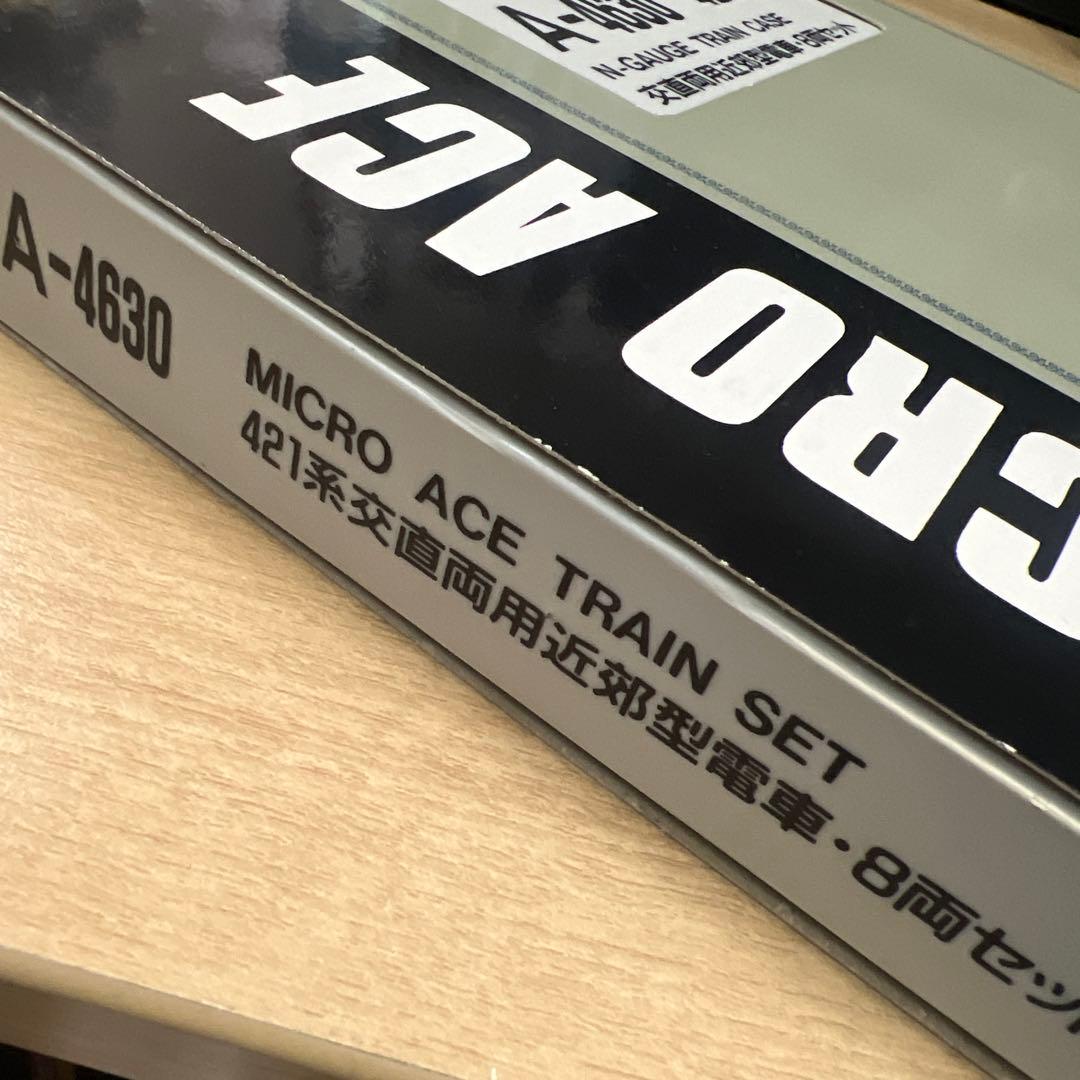 A-4630
N-GAUGE TRAIN CASE
交直両用近郊型電車・8両セット
CRO ACE
A-4630
MICRO ACE TRAIN SET
421系交直両用近郊型電車・8両セット